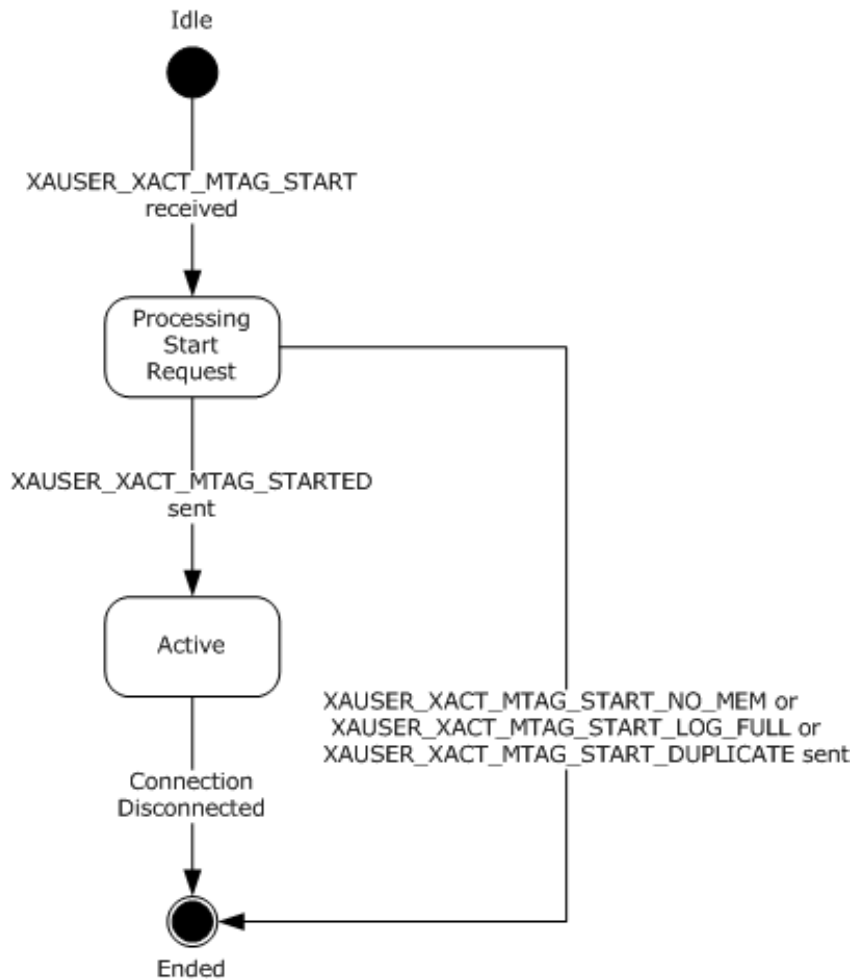 Idle
XAUSER_XACT_MTAG_START
received
Processing
Start
Request
XAUSER_XACT_MTAG_STARTED
sent
Active
XAUSER_XACT_MTAG_START_NO_MEM or
XAUSER_XACT_MTAG_START_LOG_FULL or
XAUSER_XACT_MTAG_START_DUPLICATE sent
Connection
Disconnected
Ended